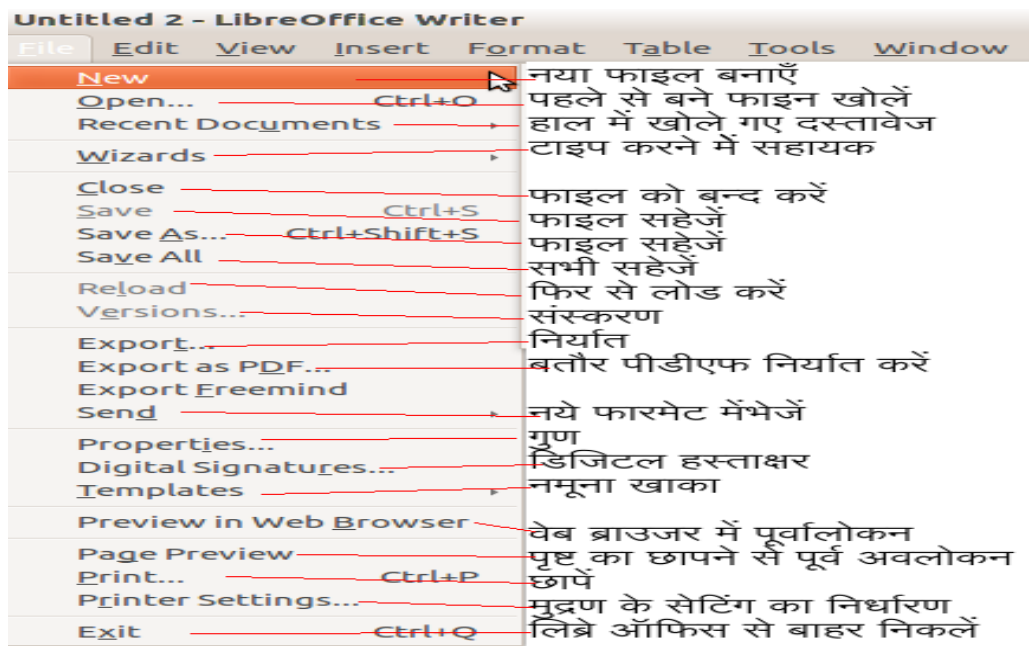 Untitled 2 - LibreOffice Writer
File Edit View Insert Format Table Tools Window
New नया फाइल बनाएँ
Open... Ctrl+O पहले से बने फाइन खोलें
Recent Documents हाल में खोले गए दस्तावेज
Wizards टाइप करने में सहायक
Close फाइल को बन्द करें
Save Ctrl+S फाइल सहेजें
Save As... Ctrl+Shift+S फाइल सहेजें
Save All सभी सहेजें
Reload फिर से लोड करें
Versions... संस्करण
Export... निर्यात
Export as PDF... बतौर पीडीएफ निर्यात करें
Export Freemind
Send नये फारमेट मेंभेजें
Properties... गुण
Digital Signatures... डिजिटल हस्ताक्षर
Templates नमूना खाका
Preview in Web Browser वेब ब्राउजर में पूर्वालोकन
Page Preview पृष्ट का छापने से पूर्व अवलोकन
Print... Ctrl+P छापें
Printer Settings... मुद्रण के सेटिंग का निर्धारण
Exit Ctrl+Q लिब्रे ऑफिस से बाहर निकलें